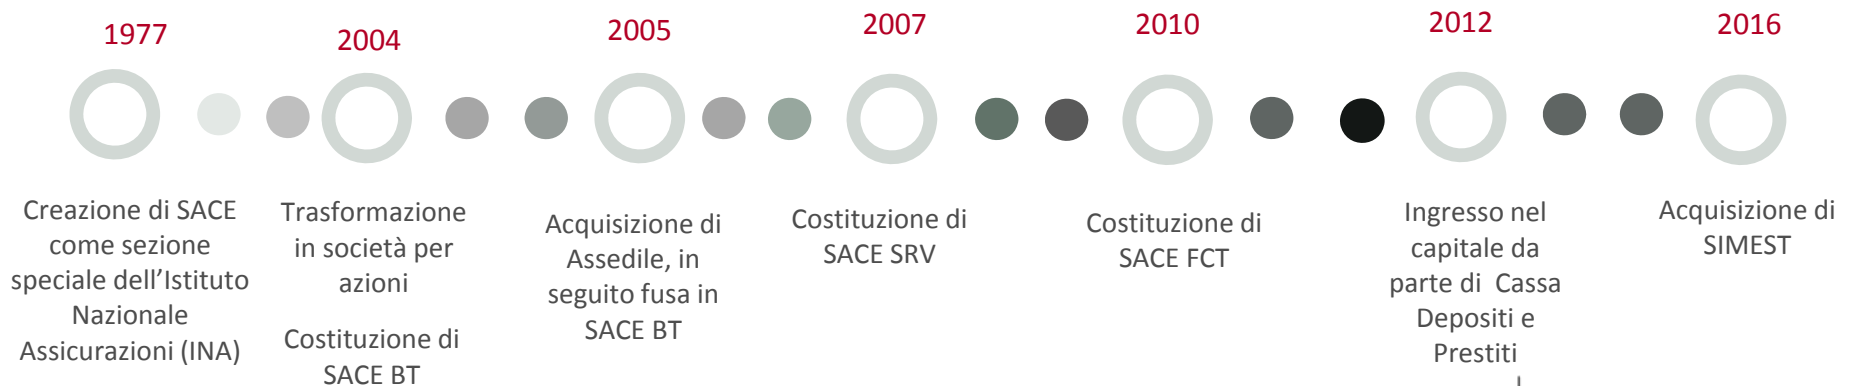 1977
Creazione di SACE
come sezione
speciale dell’Istituto
Nazionale
Assicurazioni (INA)
2004
Trasformazione
in società per
azioni
Costituzione di
SACE BT
2005
Acquisizione di
Assedile, in
seguito fusa in
SACE BT
2007
Costituzione di
SACE SRV
2010
Costituzione di
SACE FCT
2012
Ingresso nel
capitale da
parte di Cassa
Depositi e
Prestiti
2016
Acquisizione di
SIMEST